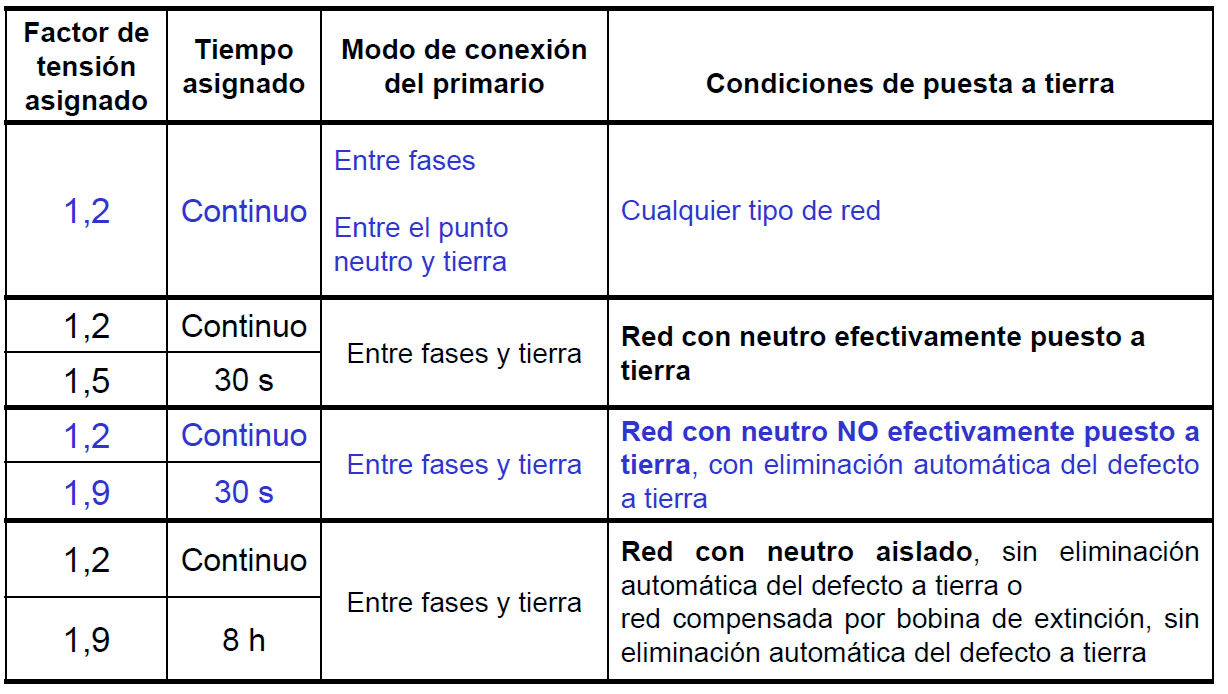 Factor de
tensión
asignado
Tiempo
asignado
Modo de conexión
del primario
Condiciones de puesta a tierra
1,2
Continuo
Entre fases
Entre el punto
neutro y tierra
Cualquier tipo de red
1,2
Continuo
1,5
30 s
Entre fases y tierra
Red con neutro efectivamente puesto a
tierra
1,2
Continuo
1,9
30 s
Entre fases y tierra
Red con neutro NO efectivamente puesto a
tierra, con eliminación automática del defecto
a tierra
1,2
Continuo
1,9
8 h
Entre fases y tierra
Red con neutro aislado, sin eliminación
automática del defecto a tierra o
red compensada por bobina de extinción, sin
eliminación automática del defecto a tierra